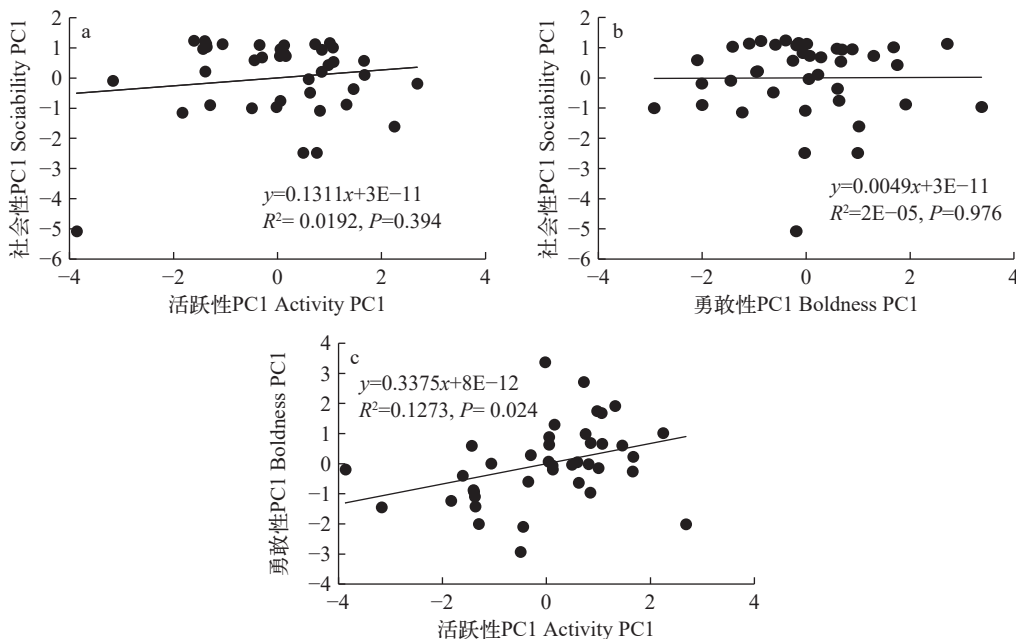 a
2
1
0
−1
−2
−3
−4
−5
−6
社会性PC1 Sociability PC1
y=0.1311x+3E−11
R²= 0.0192, P=0.394
−4 −2 0 2 4
活跃性PC1 Activity PC1
b
2
1
0
−1
−2
−3
−4
−5
−6
社会性PC1 Sociability PC1
y=0.0049x+3E−11
R²=2E−05, P=0.976
−4 −2 0 2 4
勇敢性PC1 Boldness PC1
c
4
3
2
1
0
−1
−2
−3
−4
勇敢性PC1 Boldness PC1
y=0.3375x+8E−12
R²=0.1273, P= 0.024
−4 −2 0 2 4
活跃性PC1 Activity PC1